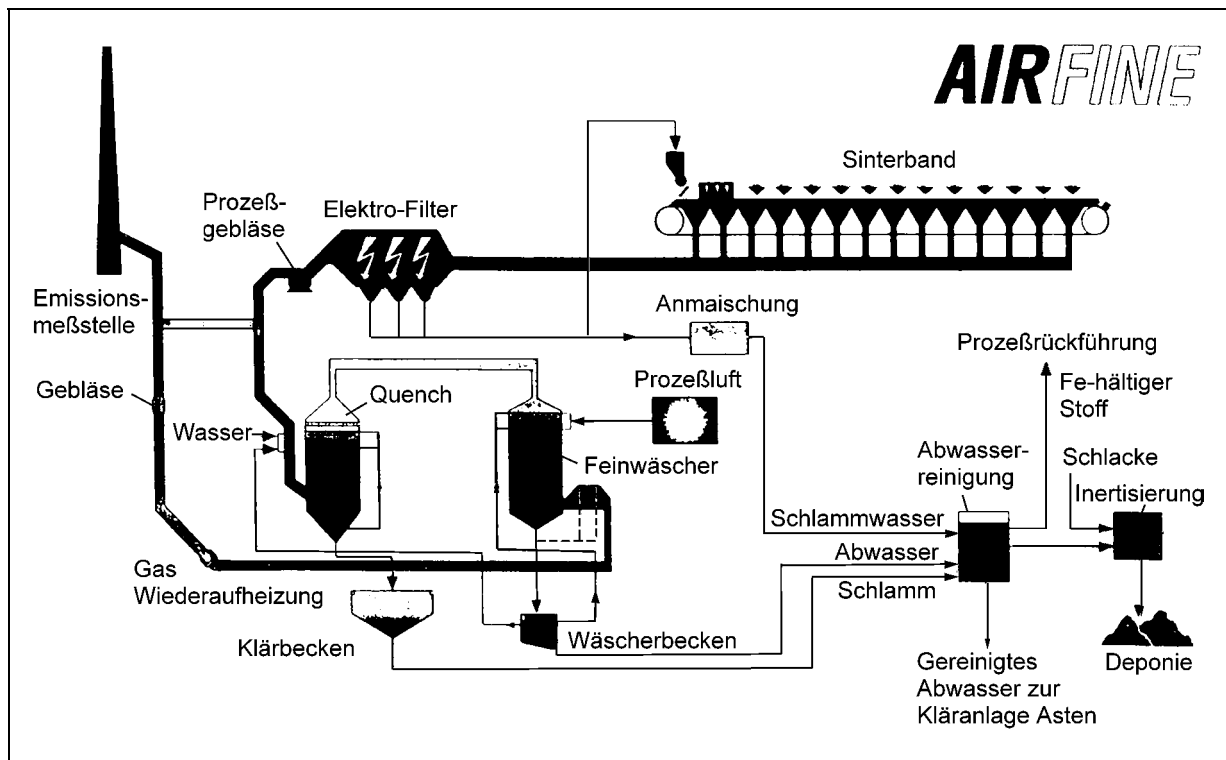 AIRFINE
Sinterband
Prozeß-
gebläse
Elektro-Filter
Emissions-
meßstelle
Anmaischung
Prozeßrückführung
Fe-hältiger
Stoff
Gebläse
Quench
Prozeßluft
Wasser
Feinwäscher
Abwasser-
reinigung
Schlacke
Inertisierung
Schlammwasser
Abwasser
Schlamm
Gas
Wiederaufheizung
Klärbecken
Wäscherbecken
Gereinigtes
Abwasser zur
Kläranlage Asten
Deponie